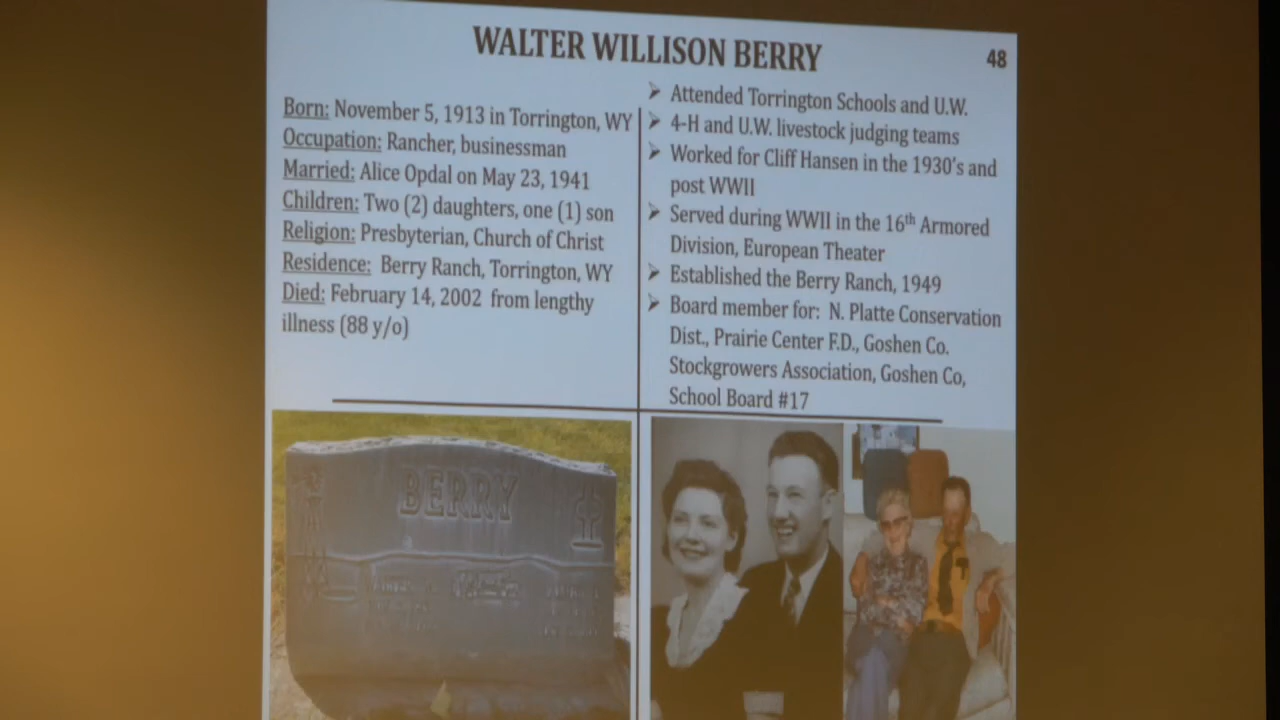 WALTER WILLISON BERRY
48
Born: November 5, 1913 in Torrington, WY
Occupation: Rancher, businessman
Married: Alice Opdal on May 23, 1941
Children: Two (2) daughters, one (1) son
Religion: Presbyterian, Church of Christ
Residence: Berry Ranch, Torrington, WY
Died: February 14, 2002 from lengthy
illness (88 y/o)
➢ Attended Torrington Schools and U.W.
➢ 4-H and U.W. livestock judging teams
➢ Worked for Cliff Hansen in the 1930's and
post WWII
➢ Served during WWII in the 16th Armored
Division, European Theater
➢ Established the Berry Ranch, 1949
➢ Board member for: N. Platte Conservation
Dist., Prairie Center F.D., Goshen Co.
Stockgrowers Association, Goshen Co,
School Board #17
BERRY